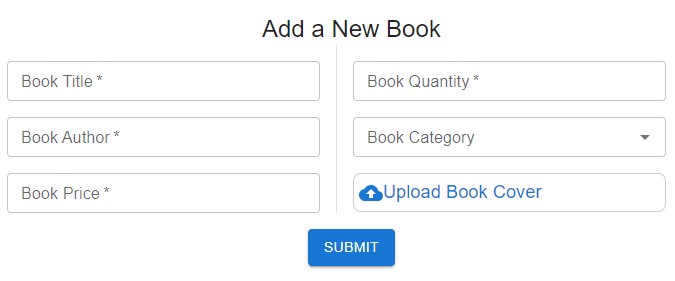 Add a New Book
Book Title *
Book Author *
Book Price *
Book Quantity *
Book Category
Upload Book Cover
SUBMIT